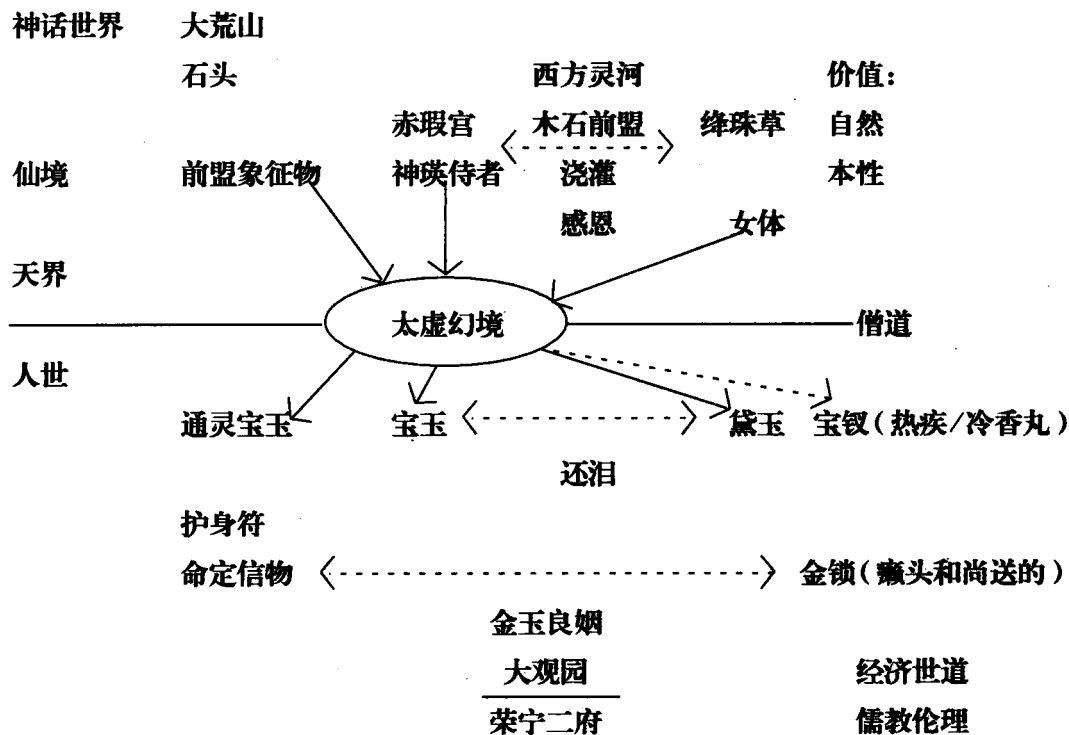 神话世界 大荒山
石头 西方灵河 价值：
赤瑕宫 木石前盟 绛珠草 自然
仙境 前盟象征物 神瑛侍者 浇灌 本性
感恩 女体
天界
太虚幻境 僧道
人世
通灵宝玉 宝玉 黛玉 宝钗（热疾/冷香丸）
还泪
护身符
命定信物 金锁（癞头和尚送的）
金玉良姻
大观园 经济世道
荣宁二府 儒教伦理